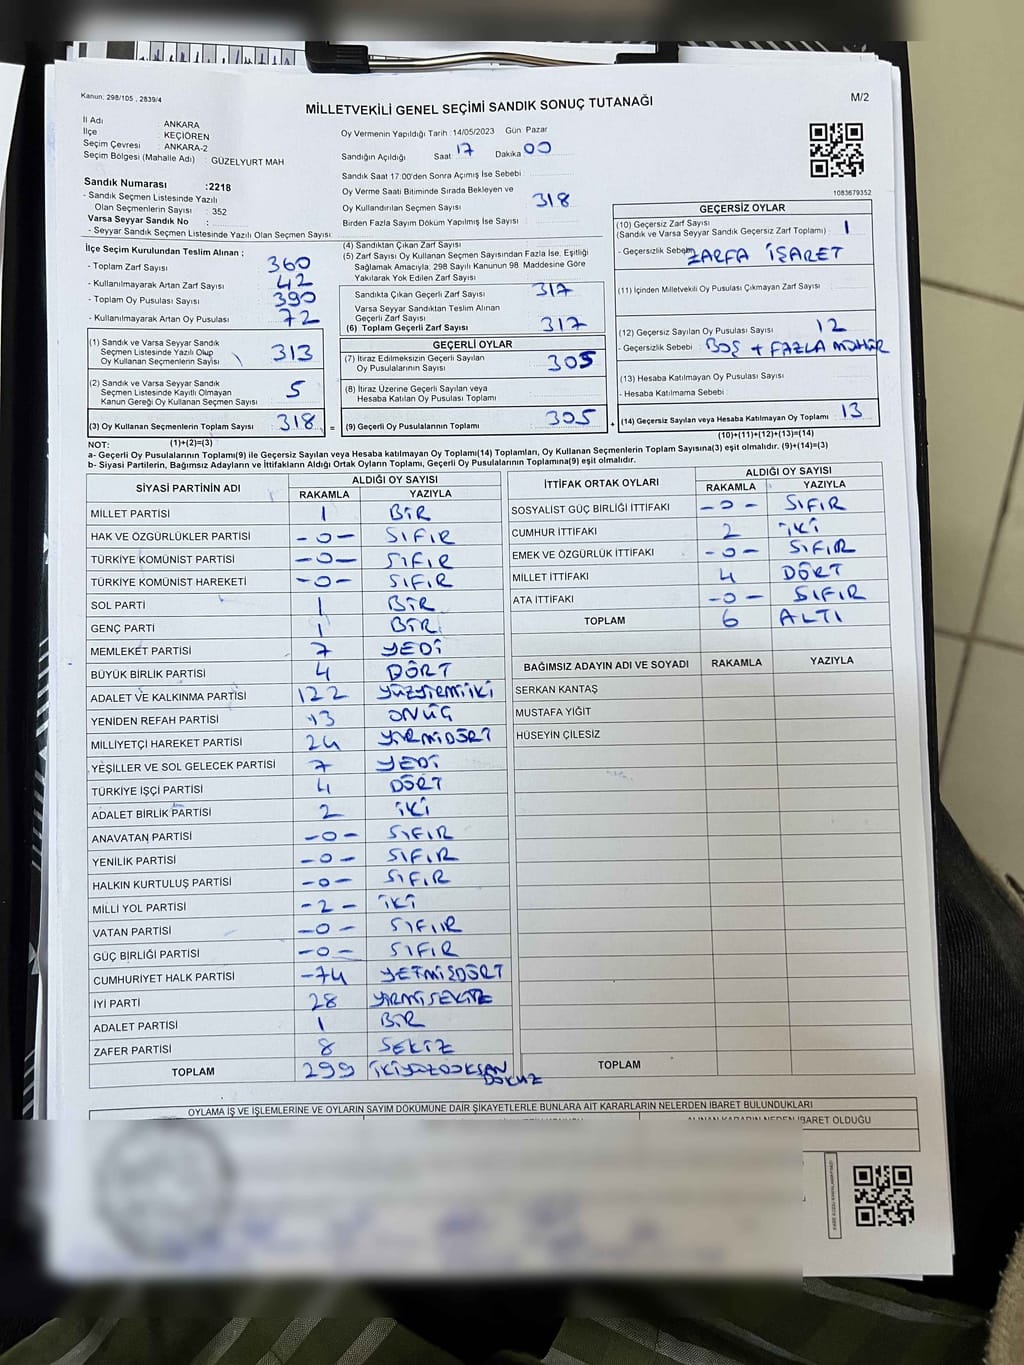 Kanun: 298/105 , 2839/4
MİLLETVEKİLİ GENEL SEÇİMİ SANDIK SONUÇ TUTANAĞI
M/2
İl Adı : ANKARA
İlçe : KEÇİÖREN
Seçim Çevresi : ANKARA-2
Seçim Bölgesi (Mahalle Adı) : GÜZELYURT MAH
Sandık Numarası :2218
- Sandık Seçmen Listesinde Yazılı
Olan Seçmenlerin Sayısı : 352
Varsa Seyyar Sandık No :
- Seyyar Sandık Seçmen Listesinde Yazılı Olan Seçmen Sayısı:
Oy Vermenin Yapıldığı Tarih :14/05/2023 Gün Pazar
Sandığın Açıldığı Saat 17 Dakika 00
Sandık Saat 17:00'den Sonra Açımış İse Sebebi :
Oy Verme Saati Bitiminde Sırada Bekleyen ve
Oy Kullandırılan Seçmen Sayısı : 318
Birden Fazla Sayım Döküm Yapılmış İse Sayısı :
1083679352
İlçe Seçim Kurulundan Teslim Alınan ;
- Toplam Zarf Sayısı : 360
- Kullanılmayarak Artan Zarf Sayısı : 42
- Toplam Oy Pusulası Sayısı : 390
- Kullanılmayarak Artan Oy Pusulası : 72
(1) Sandık ve Varsa Seyyar Sandık
Seçmen Listesinde Yazılı Olup
Oy Kullanan Seçmenlerin Sayısı : 313
(2) Sandık ve Varsa Seyyar Sandık
Seçmen Listesinde Kayıtlı Olmayan
Kanun Gereği Oy Kullanan Seçmen Sayısı : 5
(3) Oy Kullanan Seçmenlerin Toplam Sayısı : 318 =
(1)+(2)=(3)
(4) Sandıktan Çıkan Zarf Sayısı :
(5) Zarf Sayısı Oy Kullanan Seçmen Sayısından Fazla İse, Eşitliği
Sağlamak Amacıyla; 298 Sayılı Kanunun 98. Maddesine Göre
Yakılarak Yok Edilen Zarf Sayısı :
Sandıkta Çıkan Geçerli Zarf Sayısı : 317
Varsa Seyyar Sandıktan Teslim Alınan
Geçerli Zarf Sayısı :
(6) Toplam Geçerli Zarf Sayısı : 317
GEÇERLİ OYLAR
(7) İtiraz Edilmeksizin Geçerli Sayılan
Oy Pusulalarının Sayısı : 305
(8) İtiraz Üzerine Geçerli Sayılan veya
Hesaba Katılan Oy Pusulası Toplamı :
(9) Geçerli Oy Pusulalarının Toplamı : 305 +
GEÇERSİZ OYLAR
(10) Geçersiz Zarf Sayısı
(Sandık ve Varsa Seyyar Sandık Geçersiz Zarf Toplamı) : 1
- Geçersizlik Sebebi : ZARFA İŞARET
(11) İçinden Milletvekili Oy Pusulası Çıkmayan Zarf Sayısı :
(12) Geçersiz Sayılan Oy Pusulası Sayısı : 12
- Geçersizlik Sebebi : BOŞ + FAZLA MÜHÜR
(13) Hesaba Katılmayan Oy Pusulası Sayısı :
- Hesaba Katılmama Sebebi :
(14) Geçersiz Sayılan veya Hesaba Katılmayan Oy Toplamı : 13
(10)+(11)+(12)+(13)=(14)
NOT:
a- Geçerli Oy Pusulalarının Toplamı(9) ile Geçersiz Sayılan veya Hesaba katılmayan Oy Toplamı(14) Toplamları, Oy Kullanan Seçmenlerin Toplam Sayısına(3) eşit olmalıdır. (9)+(14)=(3)
b- Siyasi Partilerin, Bağımsız Adayların ve İttifakların Aldığı Ortak Oyların Toplamı, Geçerli Oy Pusulalarının Toplamına(9) eşit olmalıdır.
SİYASİ PARTİNİN ADI ALDIĞI OY SAYISI
RAKAMLA YAZIYLA
MİLLET PARTİSİ 1 BİR
HAK VE ÖZGÜRLÜKLER PARTİSİ -0- SIFIR
TÜRKİYE KOMÜNİST PARTİSİ -0- SIFIR
TÜRKİYE KOMÜNİST HAREKETİ -0- SIFIR
SOL PARTİ 1 BİR
GENÇ PARTİ 1 BİR
MEMLEKET PARTİSİ 7 YEDİ
BÜYÜK BİRLİK PARTİSİ 4 DÖRT
ADALET VE KALKINMA PARTİSİ 122 YÜZYİRMİİKİ
YENİDEN REFAH PARTİSİ 13 ONÜÇ
MİLLİYETÇİ HAREKET PARTİSİ 24 YİRMİDÖRT
YEŞİLLER VE SOL GELECEK PARTİSİ 7 YEDİ
TÜRKİYE İŞÇİ PARTİSİ 4 DÖRT
ADALET BİRLİK PARTİSİ 2 İKİ
ANAVATAN PARTİSİ -0- SIFIR
YENİLİK PARTİSİ -0- SIFIR
HALKIN KURTULUŞ PARTİSİ -0- SIFIR
MİLLİ YOL PARTİSİ -2- İKİ
VATAN PARTİSİ -0- SIFIR
GÜÇ BİRLİĞİ PARTİSİ -0- SIFIR
CUMHURİYET HALK PARTİSİ -74 YETMİŞDÖRT
İYİ PARTİ 28 YİRMİSEKİZ
ADALET PARTİSİ 1 BİR
ZAFER PARTİSİ 8 SEKİZ
TOPLAM 299 İKİYÜZDOKSAN
DOKUZ
İTTİFAK ORTAK OYLARI ALDIĞI OY SAYISI
RAKAMLA YAZIYLA
SOSYALİST GÜÇ BİRLİĞİ İTTİFAKI -0- SIFIR
CUMHUR İTTİFAKI 2 İKİ
EMEK VE ÖZGÜRLÜK İTTİFAKI -0- SIFIR
MİLLET İTTİFAKI 4 DÖRT
ATA İTTİFAKI -0- SIFIR
TOPLAM 6 ALTI
BAĞIMSIZ ADAYIN ADI VE SOYADI RAKAMLA YAZIYLA
SERKAN KANTAŞ
MUSTAFA YİĞİT
HÜSEYİN ÇİLESİZ
TOPLAM
OYLAMA İŞ VE İŞLEMLERİNE VE OYLARIN SAYIM DÖKÜMÜNE DAİR ŞİKAYETLERLE BUNLARA AİT KARARLARIN NELERDEN İBARET BULUNDUKLARI
ALINAN KARARIN NEDEN İBARET OLDUĞU